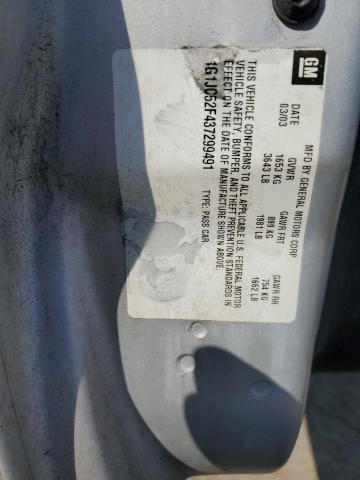 GM
MFD BY GENERAL MOTORS CORP
DATE GVWR GAWR FRT GAWR RR
03/03 1653 KG 899 KG 754 KG
3643 LB 1981 LB 1662 LB
THIS VEHICLE CONFORMS TO ALL APPLICABLE U.S. FEDERAL MOTOR
VEHICLE SAFETY, BUMPER, AND THEFT PREVENTION STANDARDS IN
EFFECT ON THE DATE OF MANUFACTURE SHOWN ABOVE.
1G1JC52F437299491 TYPE: PASS CAR